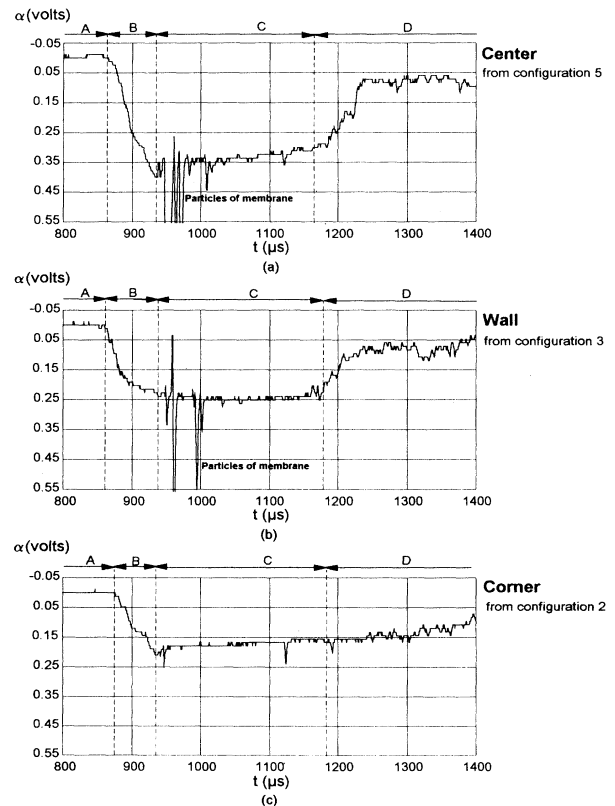 α(volts)
A B C D
-0.05
0.05
0.15
0.25
0.35
0.45
0.55
Center
from configuration 5
Particles of membrane
800 900 1000 1100 1200 1300 1400
t (µs)
(a)
α(volts)
A B C D
-0.05
0.05
0.15
0.25
0.35
0.45
0.55
Wall
from configuration 3
Particles of membrane
800 900 1000 1100 1200 1300 1400
t (µs)
(b)
α(volts)
A B C D
-0.05
0.05
0.15
0.25
0.35
0.45
0.55
Corner
from configuration 2
800 900 1000 1100 1200 1300 1400
t (µs)
(c)